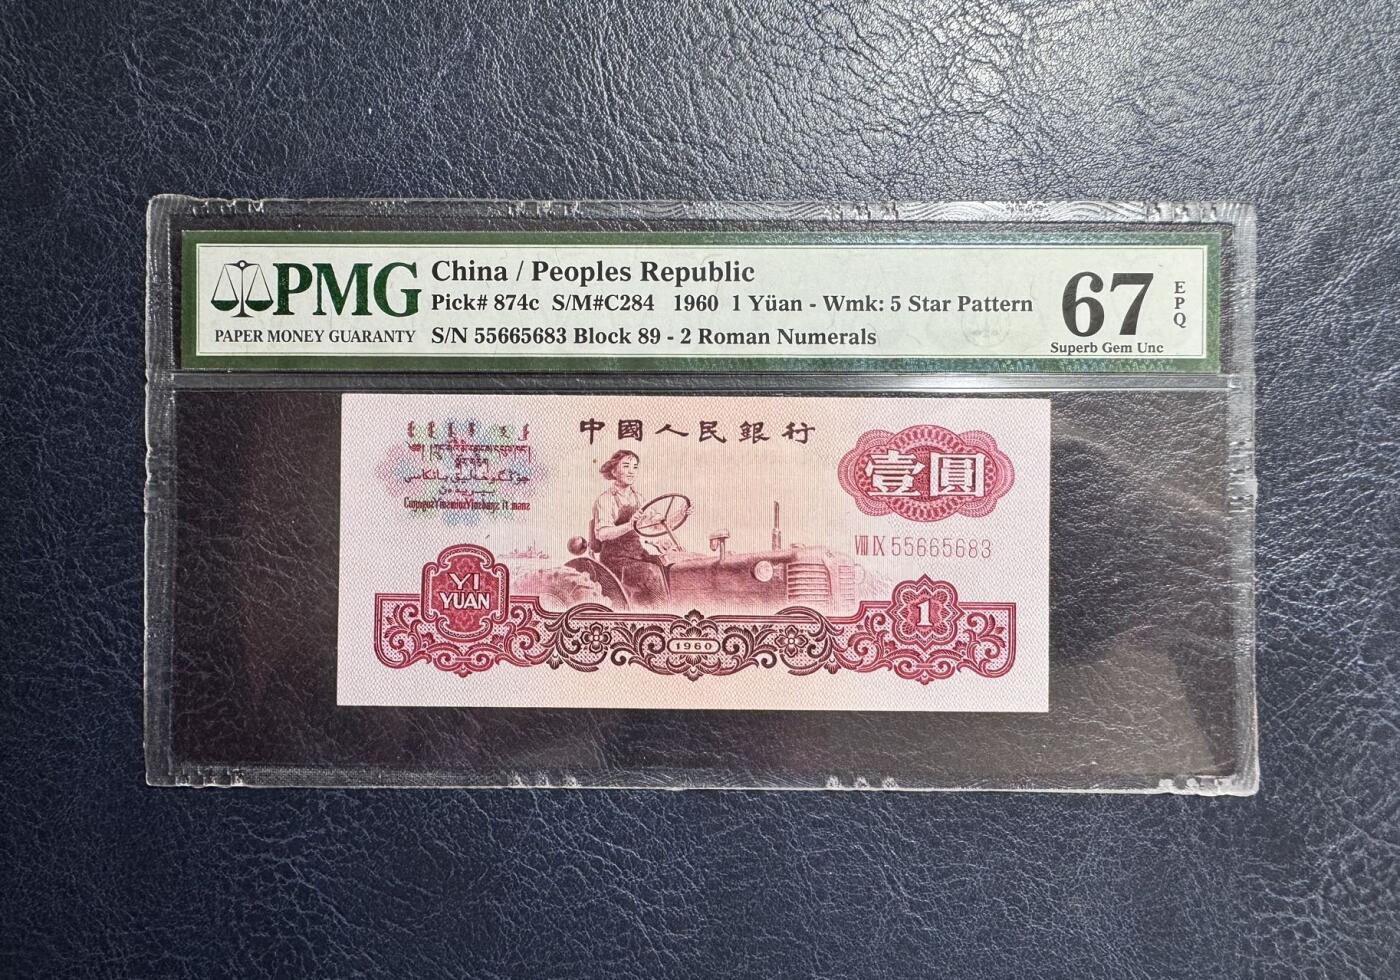 PMG
PAPER MONEY GUARANTY
China / Peoples Republic
Pick# 874c S/M#C284 1960 1 Yüan - Wmk: 5 Star Pattern
S/N 55665683 Block 89 - 2 Roman Numerals
67
EPQ
Superb Gem Unc
中國人民銀行
壹圓
VIII IX 55665683
YI
YUAN
1960
1